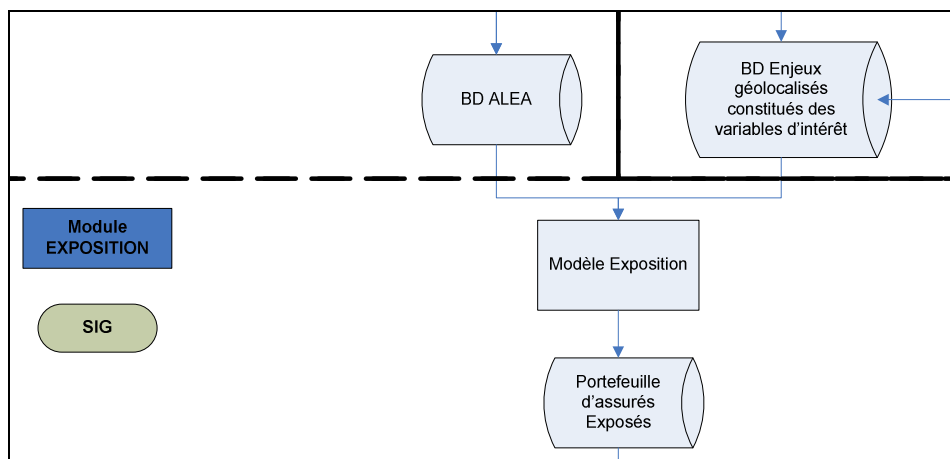 BD ALEA
BD Enjeux
géolocalisés
constitués des
variables d'intérêt
Module
EXPOSITION
Modèle Exposition
SIG
Portefeuille
d'assurés
Exposés